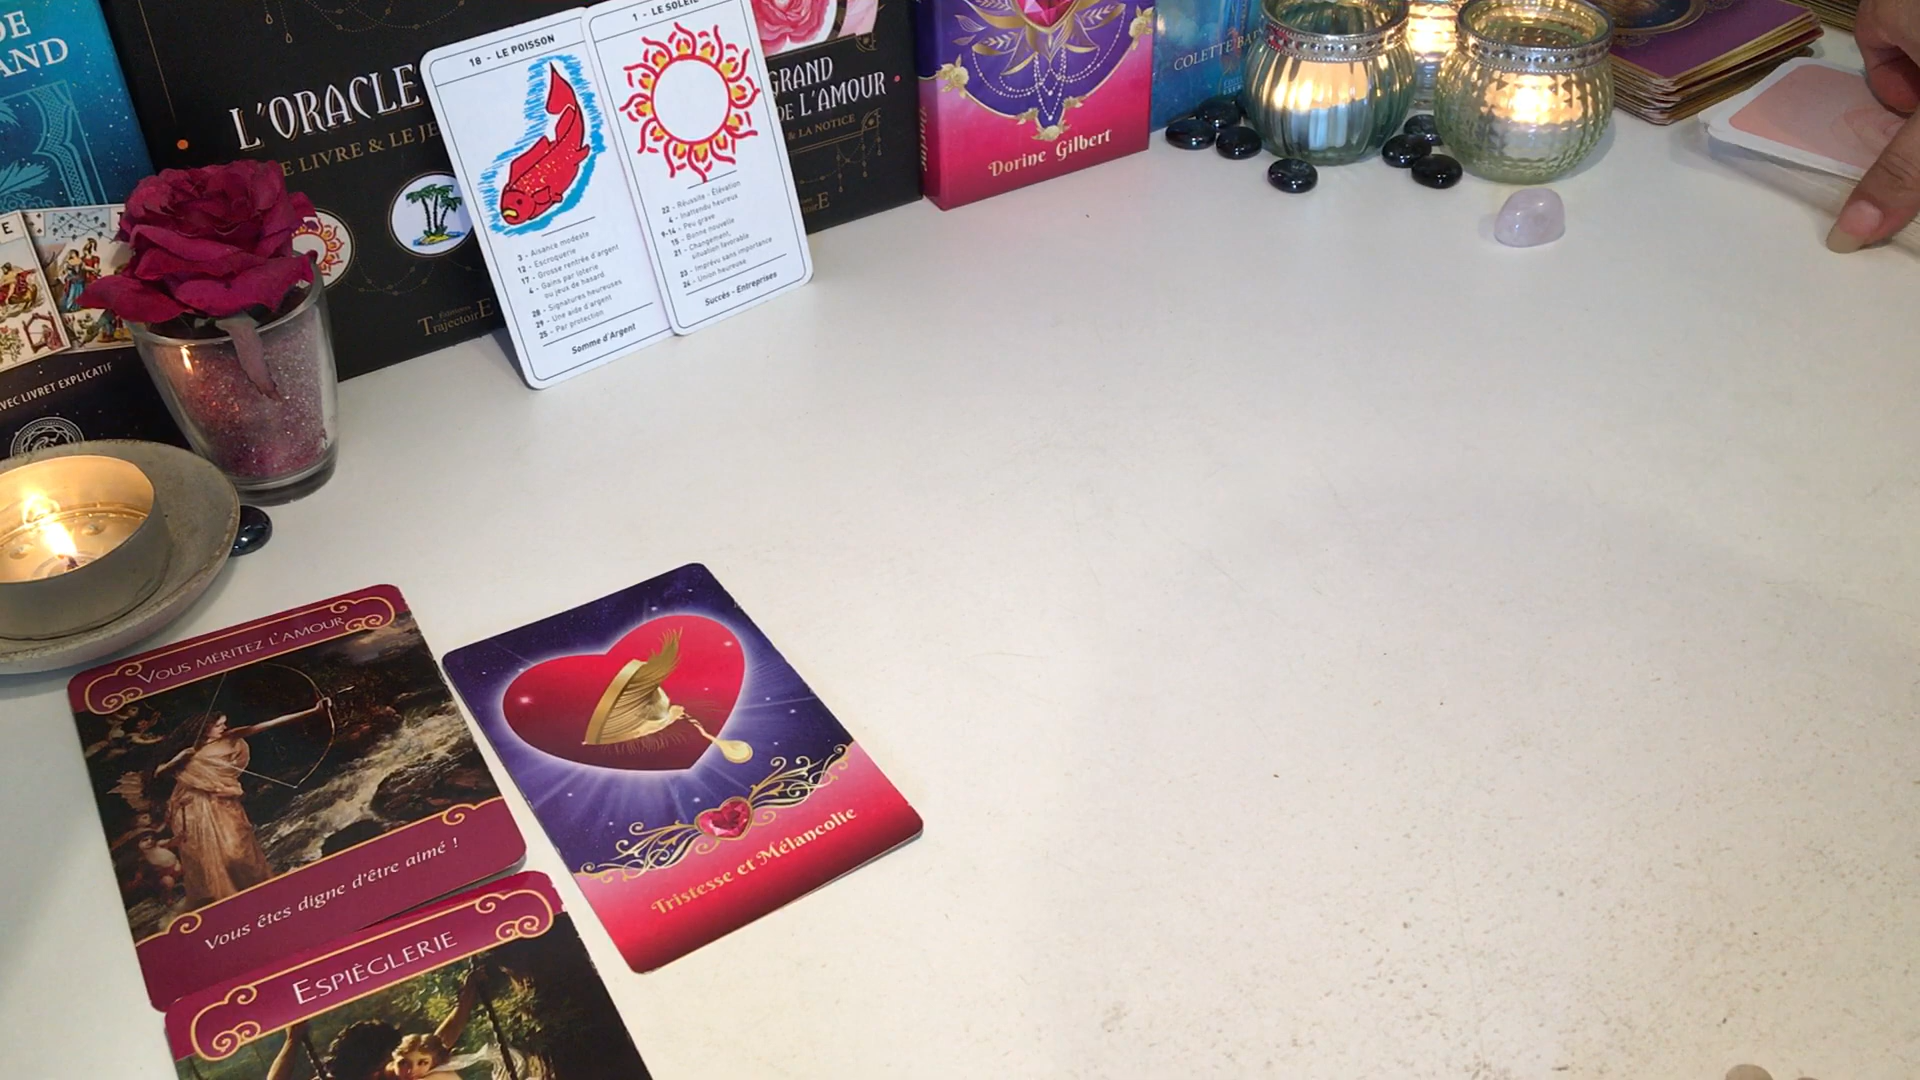 DE
AND
L'ORACLE
E LIVRE & LE JE
TrajectoirE
AVEC LIVRET EXPLICATIF
18 - LE POISSON
3 - Aisance modeste
12 - Escroquerie
17 - Grosse rentrée d'argent
4 - Gains par loterie
ou jeux de hasard
28 - Signatures heureuses
29 - Une aide d'argent
25 - Par protection
Somme d'Argent
1 - LE SOLEIL
22 - Réussite - Élévation
4 - Inattendu heureux
9-14 - Peu grave
15 - Bonne nouvelle
21 - Changement,
situation favorable
23 - Imprévu sans importance
24 - Union heureuse
Succès - Entreprises
GRAND
DE L'AMOUR
& LA NOTICE
Dorine Gilbert
COLETTE BA
VOUS MÉRITEZ L'AMOUR
Vous êtes digne d'être aimé !
ESPIÈGLERIE
Tristesse et Mélancolie